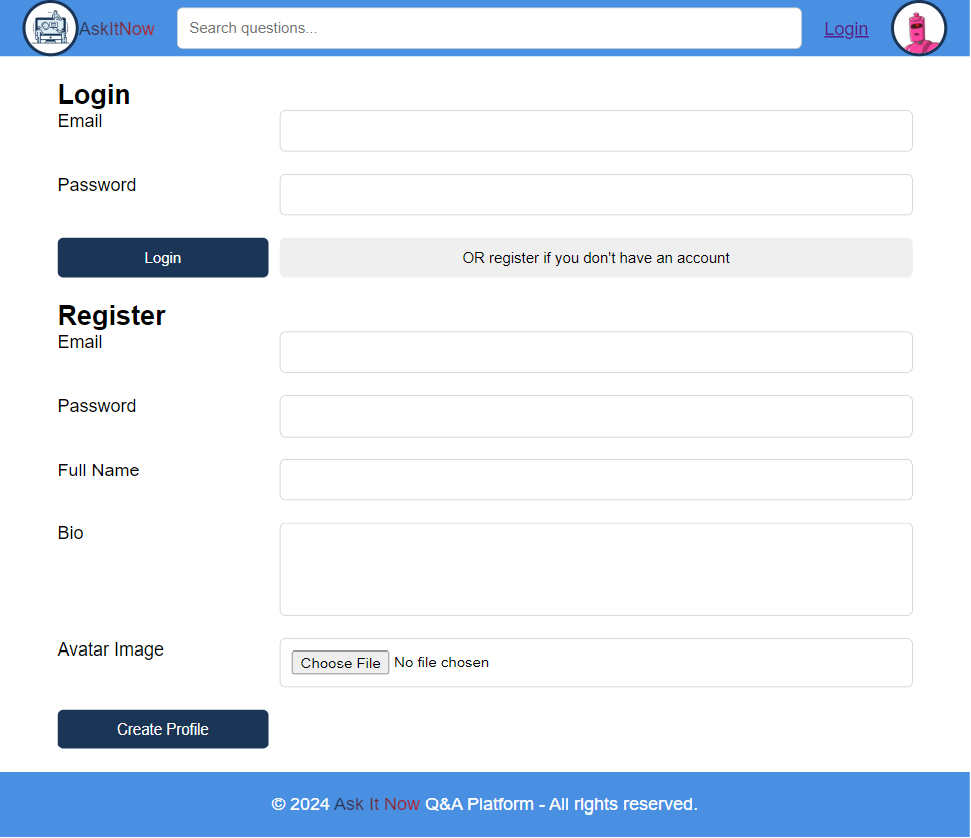 AskItNow Search questions... Login
Login
Email
Password
Login OR register if you don't have an account
Register
Email
Password
Full Name
Bio
Avatar Image
Choose File No file chosen
Create Profile
© 2024 Ask It Now Q&A Platform - All rights reserved.